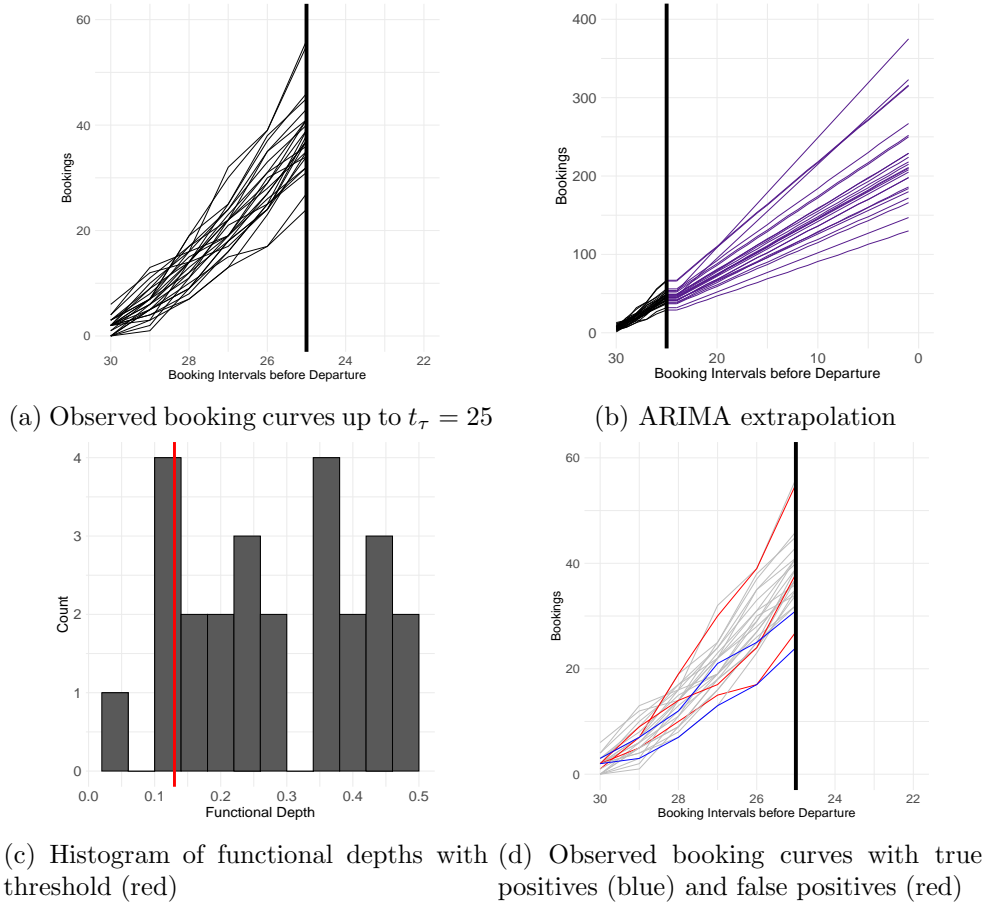 60
40
20
0
30
28
26
24
22
Bookings
Booking Intervals before Departure
(a) Observed booking curves up to tτ = 25
400
300
200
100
0
30
20
10
0
Bookings
Booking Intervals before Departure
(b) ARIMA extrapolation
4
3
2
1
0
0.0
0.1
0.2
0.3
0.4
0.5
Count
Functional Depth
(c) Histogram of functional depths with
threshold (red)
60
40
20
0
30
28
26
24
22
Bookings
Booking Intervals before Departure
(d) Observed booking curves with true
positives (blue) and false positives (red)